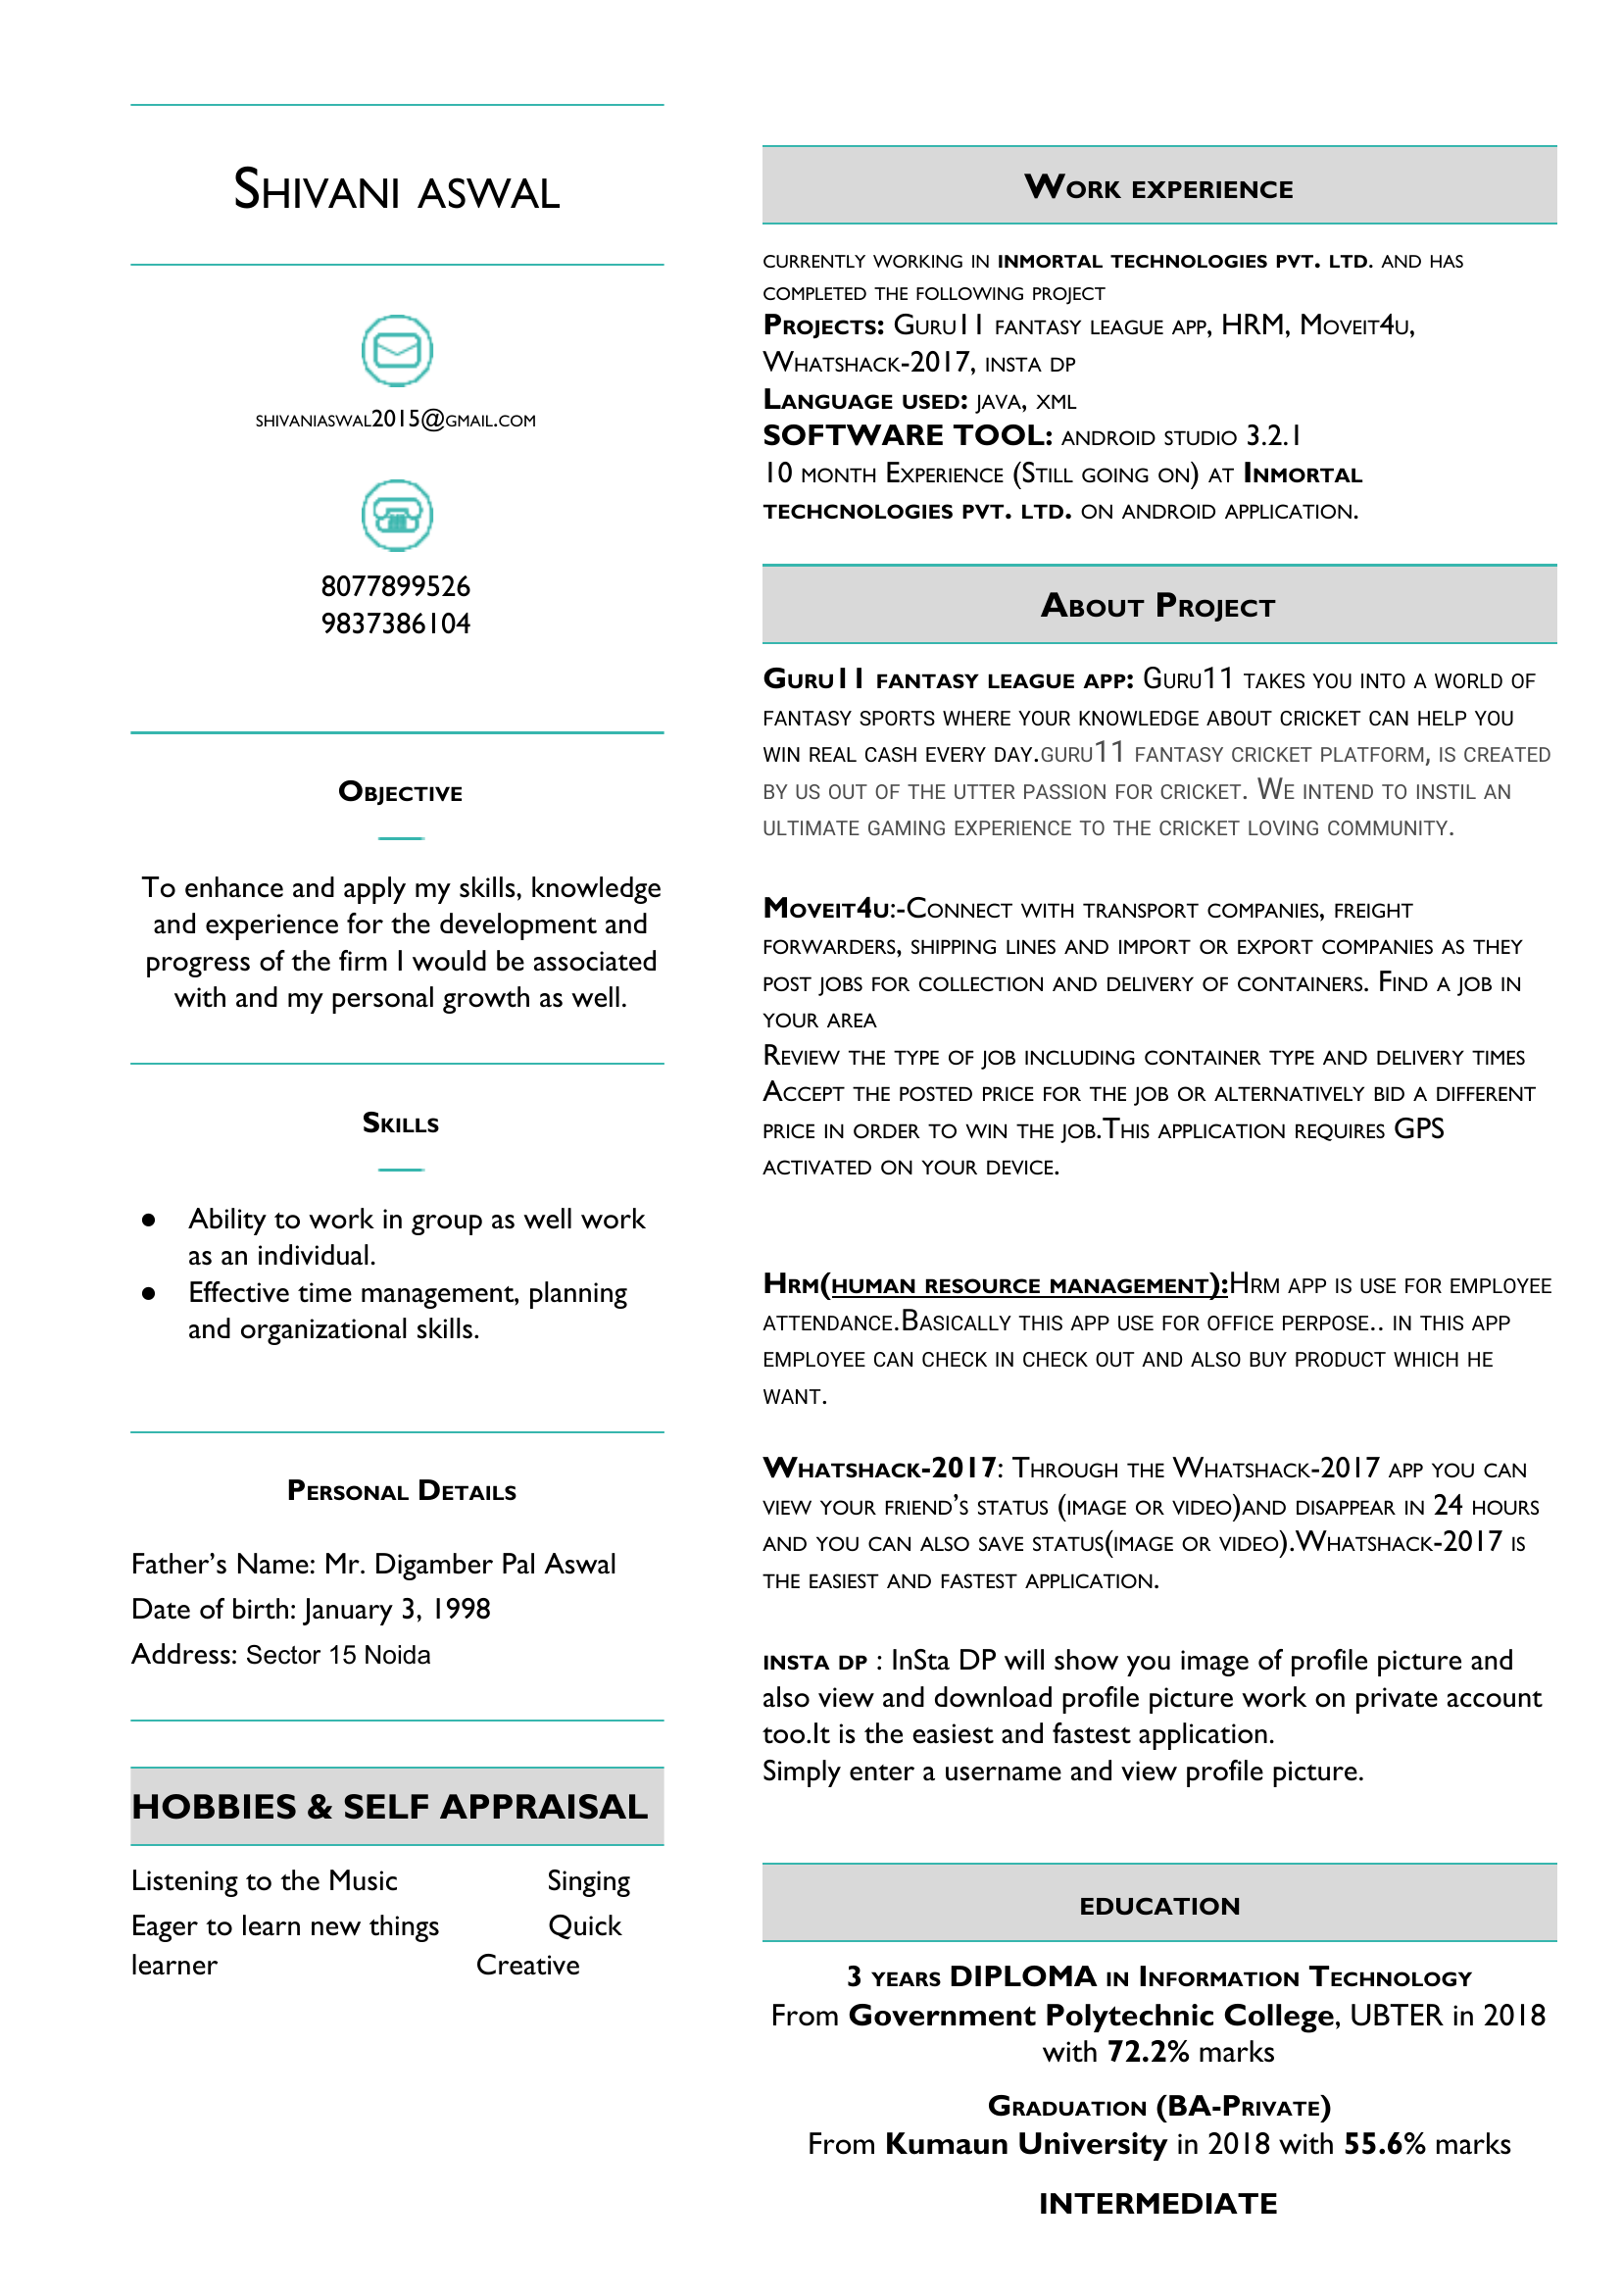 Shivani aswal
shivaniaswal2015@gmail.com
8077899526
9837386104
Objective
To enhance and apply my skills, knowledge
and experience for the development and
progress of the firm I would be associated
with and my personal growth as well.
Skills
● Ability to work in group as well work
as an individual.
● Effective time management, planning
and organizational skills.
Personal Details
Father's Name: Mr. Digamber Pal Aswal
Date of birth: January 3, 1998
Address: Sector 15 Noida
HOBBIES & SELF APPRAISAL
Listening to the Music Singing
Eager to learn new things Quick
learner Creative
Work experience
currently working in inmortal technologies pvt. ltd. and has
completed the following project
Projects: Guru11 fantasy league app, HRM, Moveit4u,
Whatshack-2017, insta dp
Language used: java, xml
SOFTWARE TOOL: android studio 3.2.1
10 month Experience (Still going on) at Inmortal
techcnologies pvt. ltd. on android application.
About Project
Guru11 fantasy league app: Guru11 takes you into a world of
fantasy sports where your knowledge about cricket can help you
win real cash every day.guru11 fantasy cricket platform, is created
by us out of the utter passion for cricket. We intend to instil an
ultimate gaming experience to the cricket loving community.
Moveit4u:-Connect with transport companies, freight
forwarders, shipping lines and import or export companies as they
post jobs for collection and delivery of containers. Find a job in
your area
Review the type of job including container type and delivery times
Accept the posted price for the job or alternatively bid a different
price in order to win the job.This application requires GPS
activated on your device.
Hrm(human resource management):Hrm app is use for employee
attendance.Basically this app use for office perpose.. in this app
employee can check in check out and also buy product which he
want.
Whatshack-2017: Through the Whatshack-2017 app you can
view your friend's status (image or video)and disappear in 24 hours
and you can also save status(image or video).Whatshack-2017 is
the easiest and fastest application.
insta dp : InSta DP will show you image of profile picture and
also view and download profile picture work on private account
too.It is the easiest and fastest application.
Simply enter a username and view profile picture.
education
3 years DIPLOMA in Information Technology
From Government Polytechnic College, UBTER in 2018
with 72.2% marks
Graduation (BA-Private)
From Kumaun University in 2018 with 55.6% marks
INTERMEDIATE